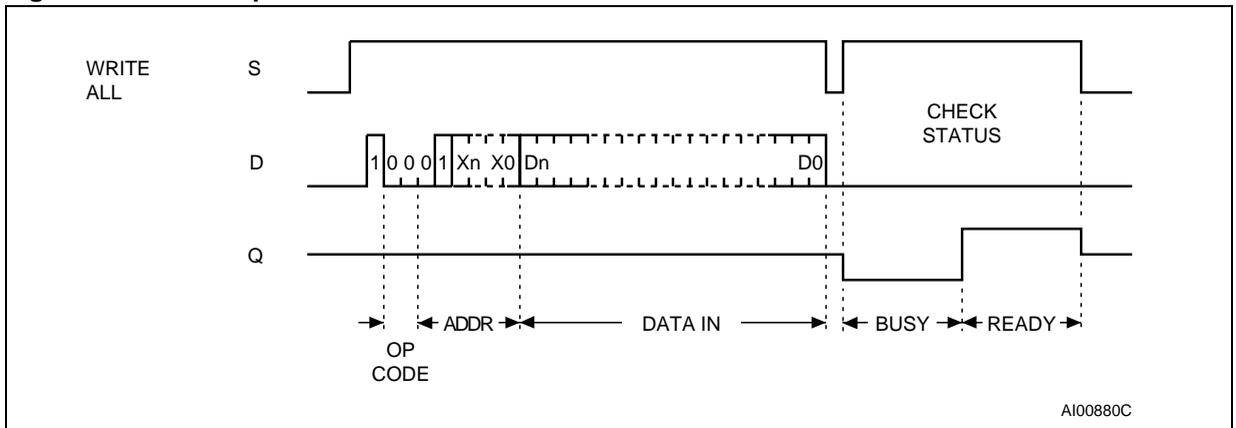 WRITE
ALL
S
CHECK
STATUS
D
1 0 0 0 1 Xn X0 Dn D0
Q
ADDR DATA IN BUSY READY
OP
CODE
AI00880C